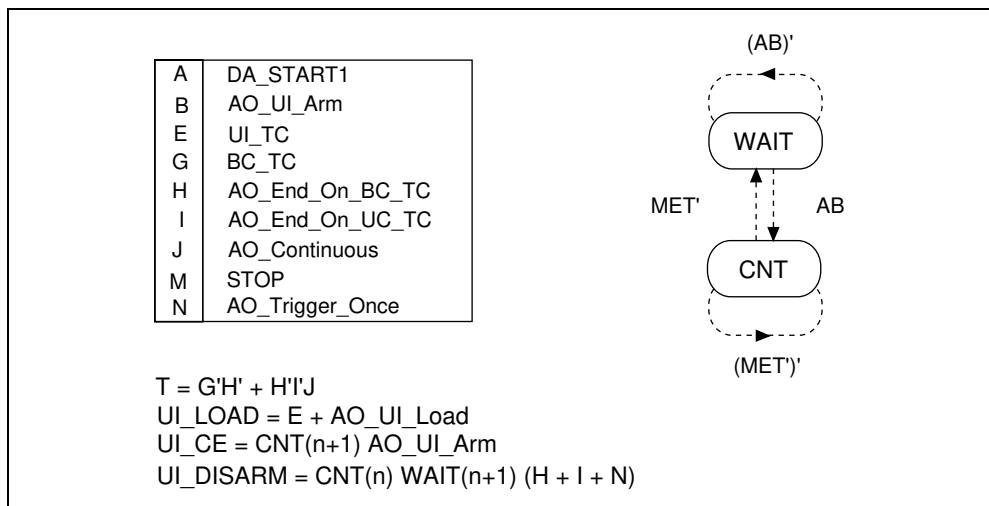 A DA_START1
B AO_UI_Arm
E UI_TC
G BC_TC
H AO_End_On_BC_TC
I AO_End_On_UC_TC
J AO_Continuous
M STOP
N AO_Trigger_Once
(AB)'
WAIT
MET' AB
CNT
(MET')'
T = G'H' + H'I'J
UI_LOAD = E + AO_UI_Load
UI_CE = CNT(n+1) AO_UI_Arm
UI_DISARM = CNT(n) WAIT(n+1) (H + I + N)